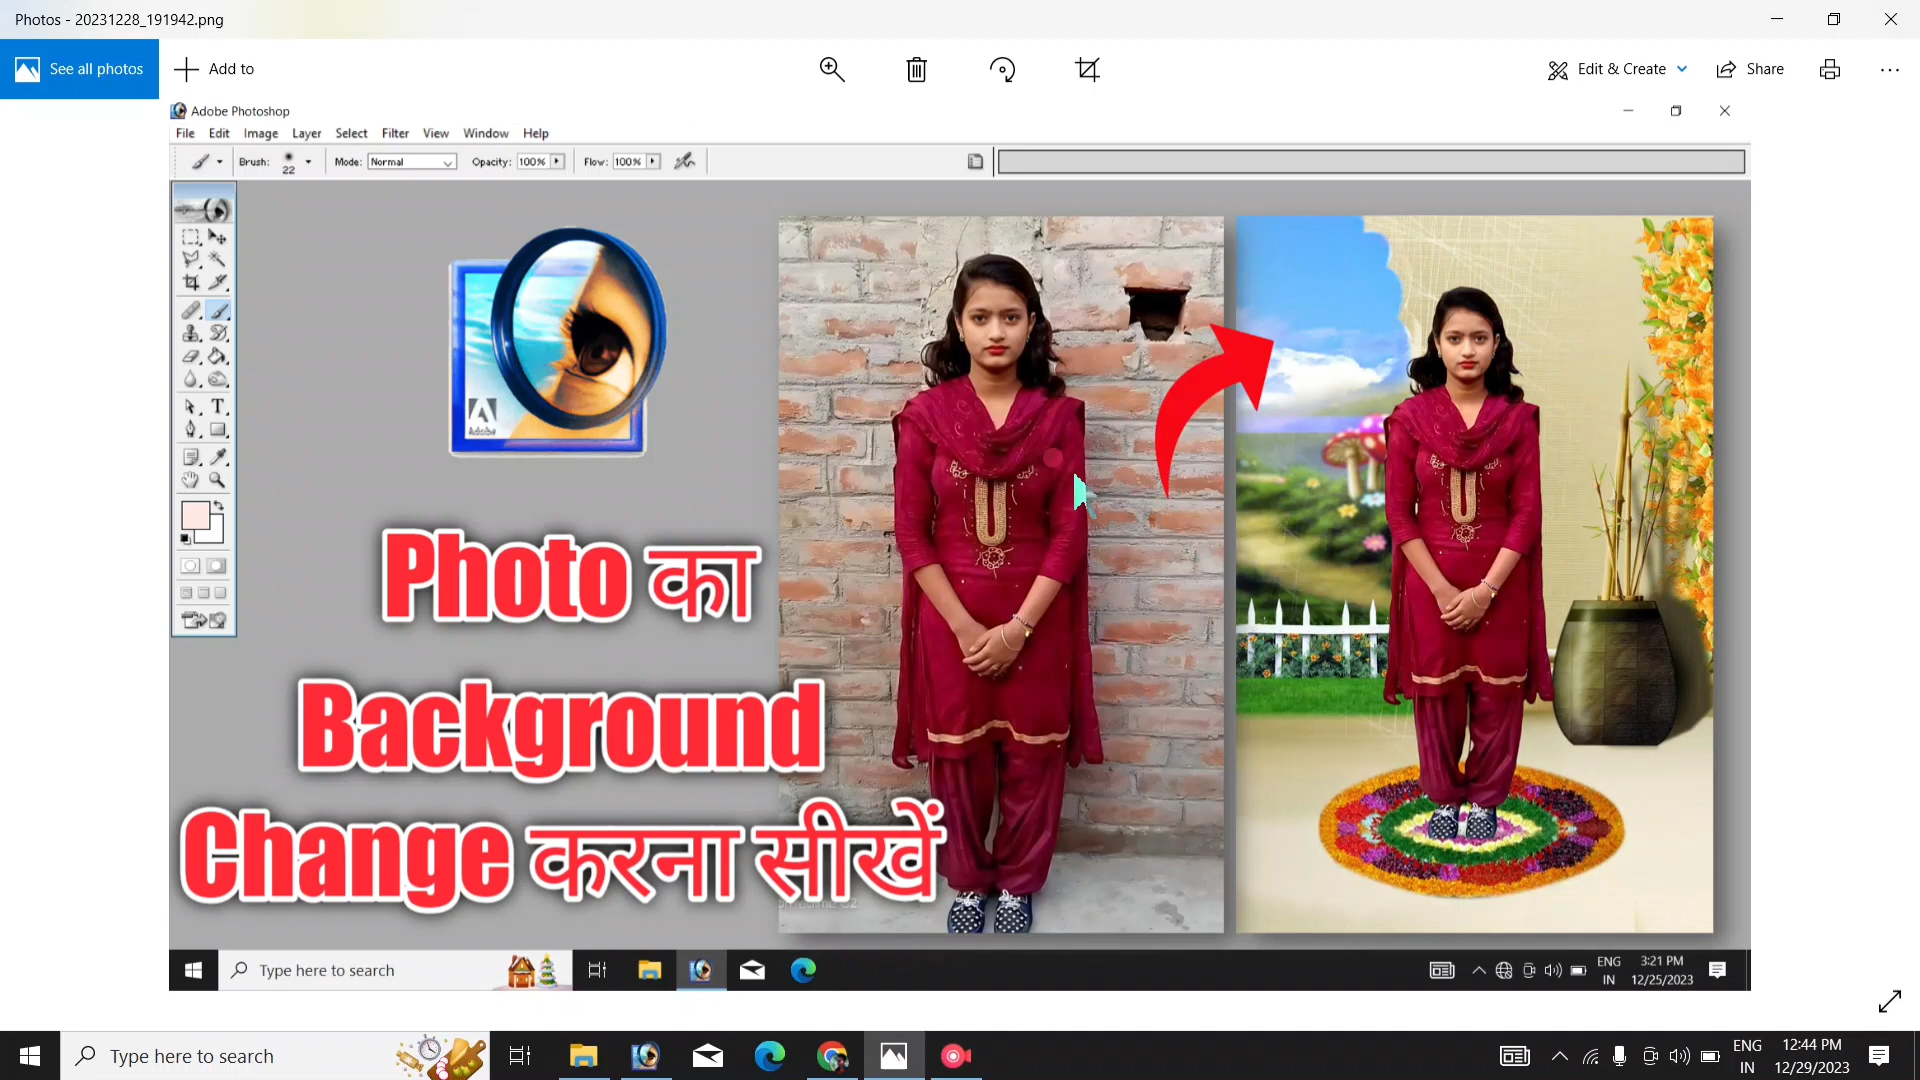 Photos - 20231228_191942.png
See all photos
Add to
Edit & Create
Share
Adobe Photoshop
File Edit Image Layer Select Filter View Window Help
Brush: 22 Mode: Normal Opacity: 100% Flow: 100%
Adobe
Photo का
Background
Change करना सीखें
Type here to search
ENG
IN
3:21 PM
12/25/2023
Type here to search
ENG
IN
12:44 PM
12/29/2023